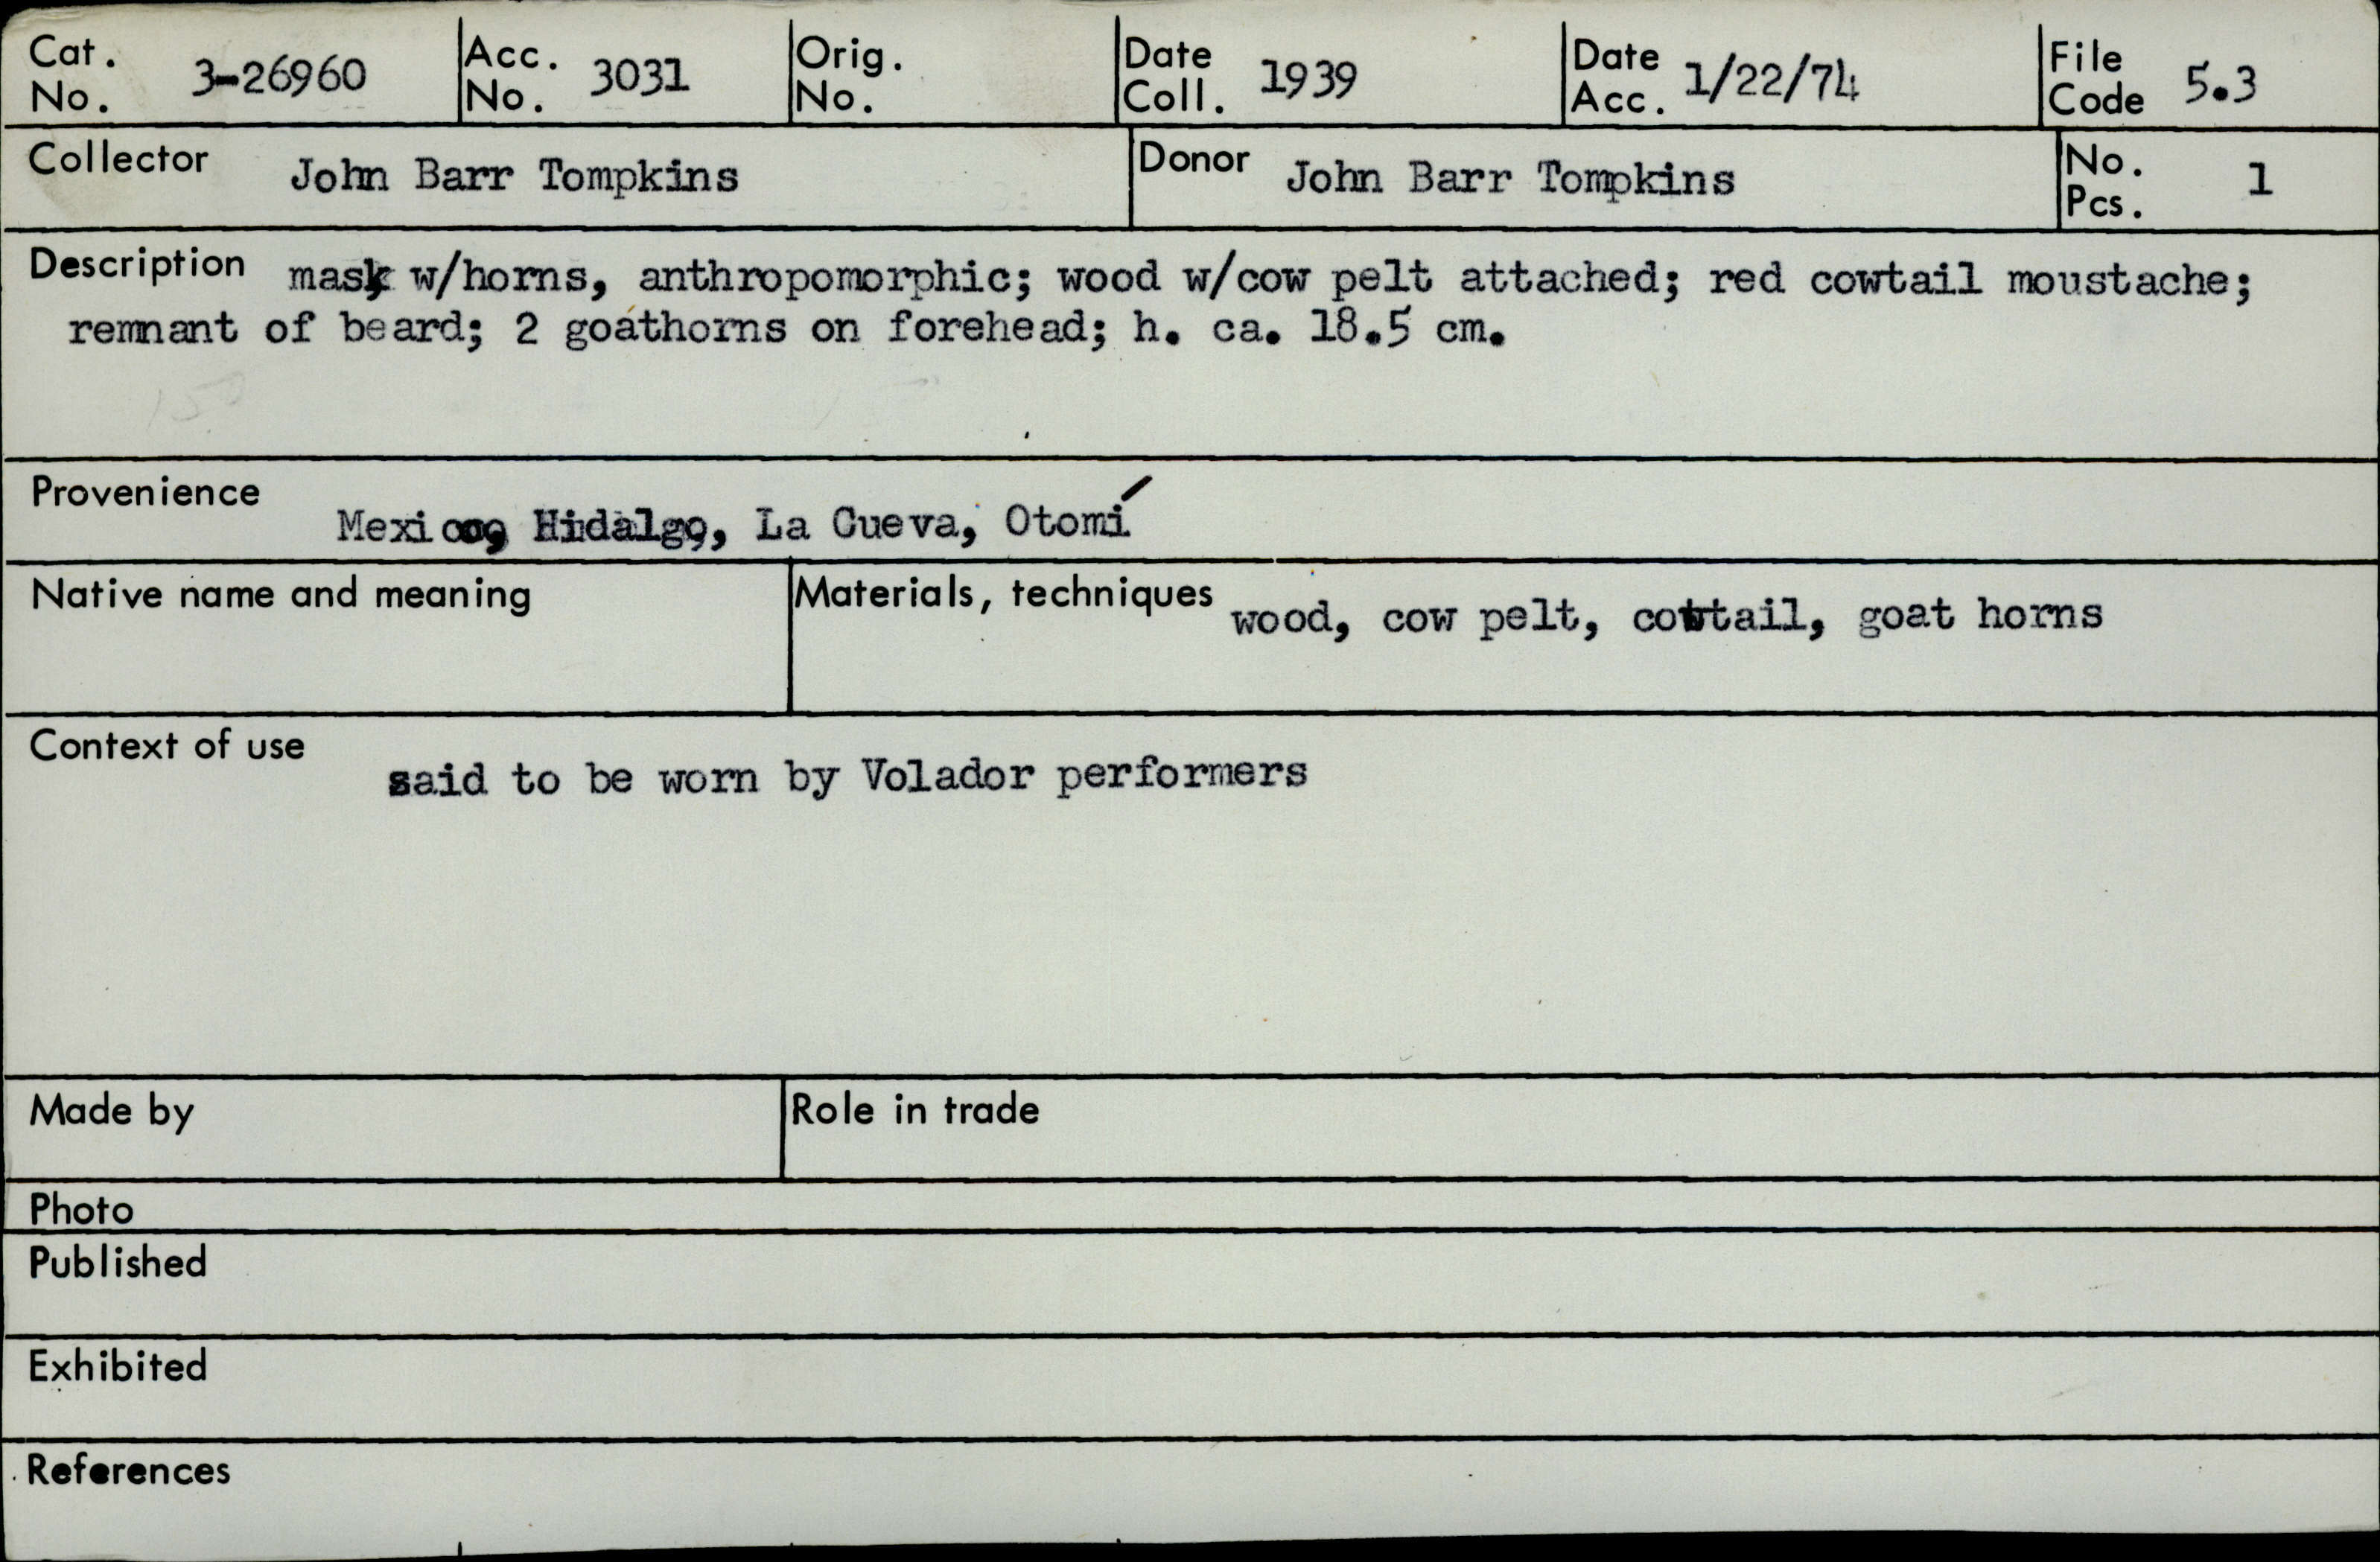 Cat. No. 3-26960 Acc. No. 3031 Orig. No. Date Coll. 1939 Date Acc. 1/22/74 File Code 5.3
Collector John Barr Tompkins Donor John Barr Tompkins No. Pcs. 1
Description mask w/horns, anthropomorphic; wood w/cow pelt attached; red cowtail moustache;
remnant of beard; 2 goathorns on forehead; h. ca. 18.5 cm.
Provenience Mexico, Hidalgo, La Cueva, Otomí
Native name and meaning Materials, techniques wood, cow pelt, cowtail, goat horns
Context of use said to be worn by Volador performers
Made by Role in trade
Photo
Published
Exhibited
References